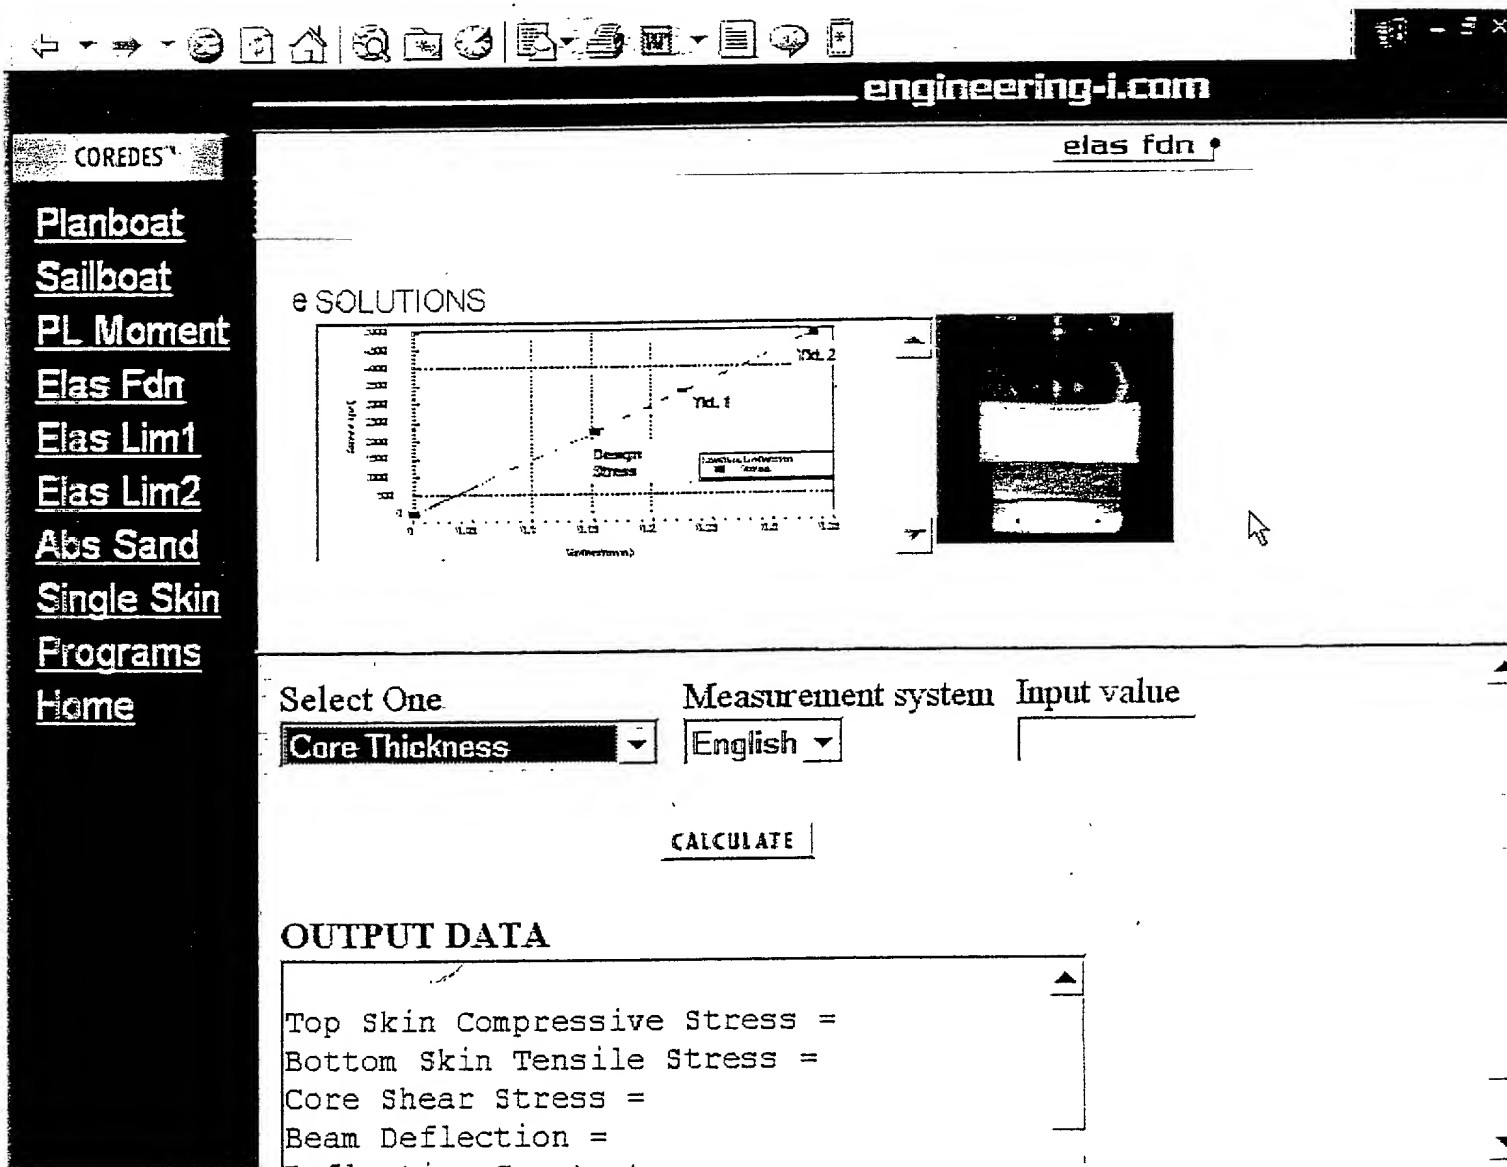 engineering-i.com
COREDES™
elas fdn
Planboat
Sailboat
PL Moment
Elas Fdn
Elas Lim1
Elas Lim2
Abs Sand
Single Skin
Programs
Home
e SOLUTIONS
Yld. 2
Yld. 1
Design
Stress
Select One
Measurement system
Input value
Core Thickness
English
CALCULATE
OUTPUT DATA
Top Skin Compressive Stress =
Bottom Skin Tensile Stress =
Core Shear Stress =
Beam Deflection =